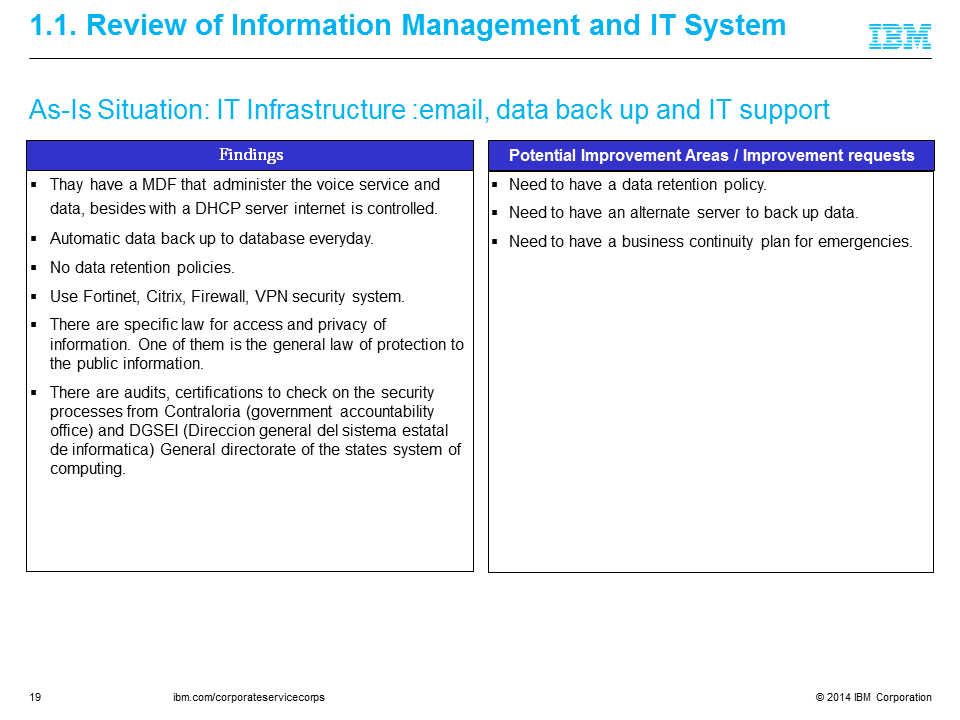 1.1. Review of Information Management and IT System
IBM
As-Is Situation: IT Infrastructure :email, data back up and IT support
Findings
▪ Thay have a MDF that administer the voice service and
data, besides with a DHCP server internet is controlled.
▪ Automatic data back up to database everyday.
▪ No data retention policies.
▪ Use Fortinet, Citrix, Firewall, VPN security system.
▪ There are specific law for access and privacy of
information. One of them is the general law of protection to
the public information.
▪ There are audits, certifications to check on the security
processes from Contraloria (government accountability
office) and DGSEI (Direccion general del sistema estatal
de informatica) General directorate of the states system of
computing.
Potential Improvement Areas / Improvement requests
▪ Need to have a data retention policy.
▪ Need to have an alternate server to back up data.
▪ Need to have a business continuity plan for emergencies.
19
ibm.com/corporateservicecorps
© 2014 IBM Corporation